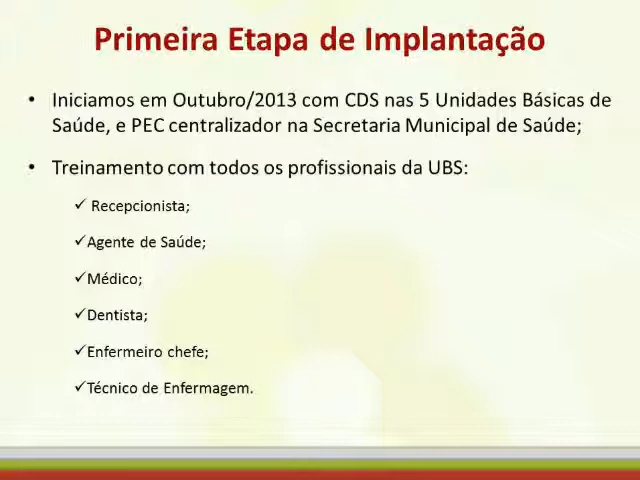 Primeira Etapa de Implantação
• Iniciamos em Outubro/2013 com CDS nas 5 Unidades Básicas de
Saúde, e PEC centralizador na Secretaria Municipal de Saúde;
• Treinamento com todos os profissionais da UBS:
✓ Recepcionista;
✓Agente de Saúde;
✓Médico;
✓Dentista;
✓Enfermeiro chefe;
✓Técnico de Enfermagem.